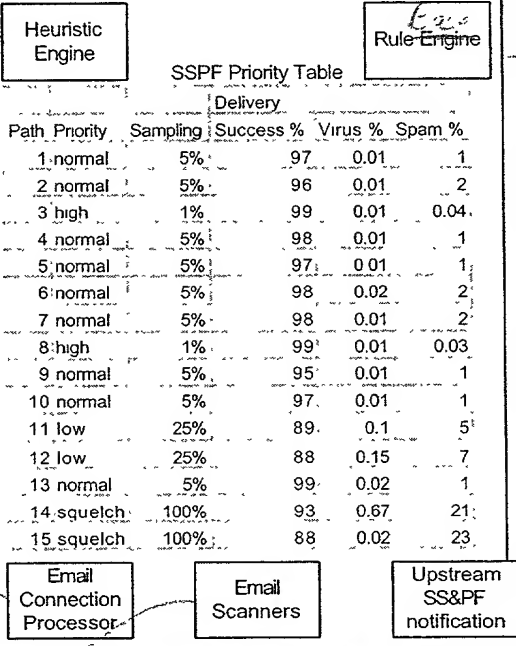 Heuristic
Engine
Rule Engine
SSPF Priority Table
Delivery
Path Priority Sampling Success % Virus % Spam %
1 normal 5% 97 0.01 1
2 normal 5% 96 0.01 2
3 high 1% 99 0.01 0.04
4 normal 5% 98 0.01 1
5 normal 5% 97 0.01 1
6 normal 5% 98 0.02 2
7 normal 5% 98 0.01 2
8 high 1% 99 0.01 0.03
9 normal 5% 95 0.01 1
10 normal 5% 97 0.01 1
11 low 25% 89 0.1 5
12 low 25% 88 0.15 7
13 normal 5% 99 0.02 1
14 squelch 100% 93 0.67 21
15 squelch 100% 88 0.02 23
Email
Connection
Processor
Email
Scanners
Upstream
SS&PF
notification